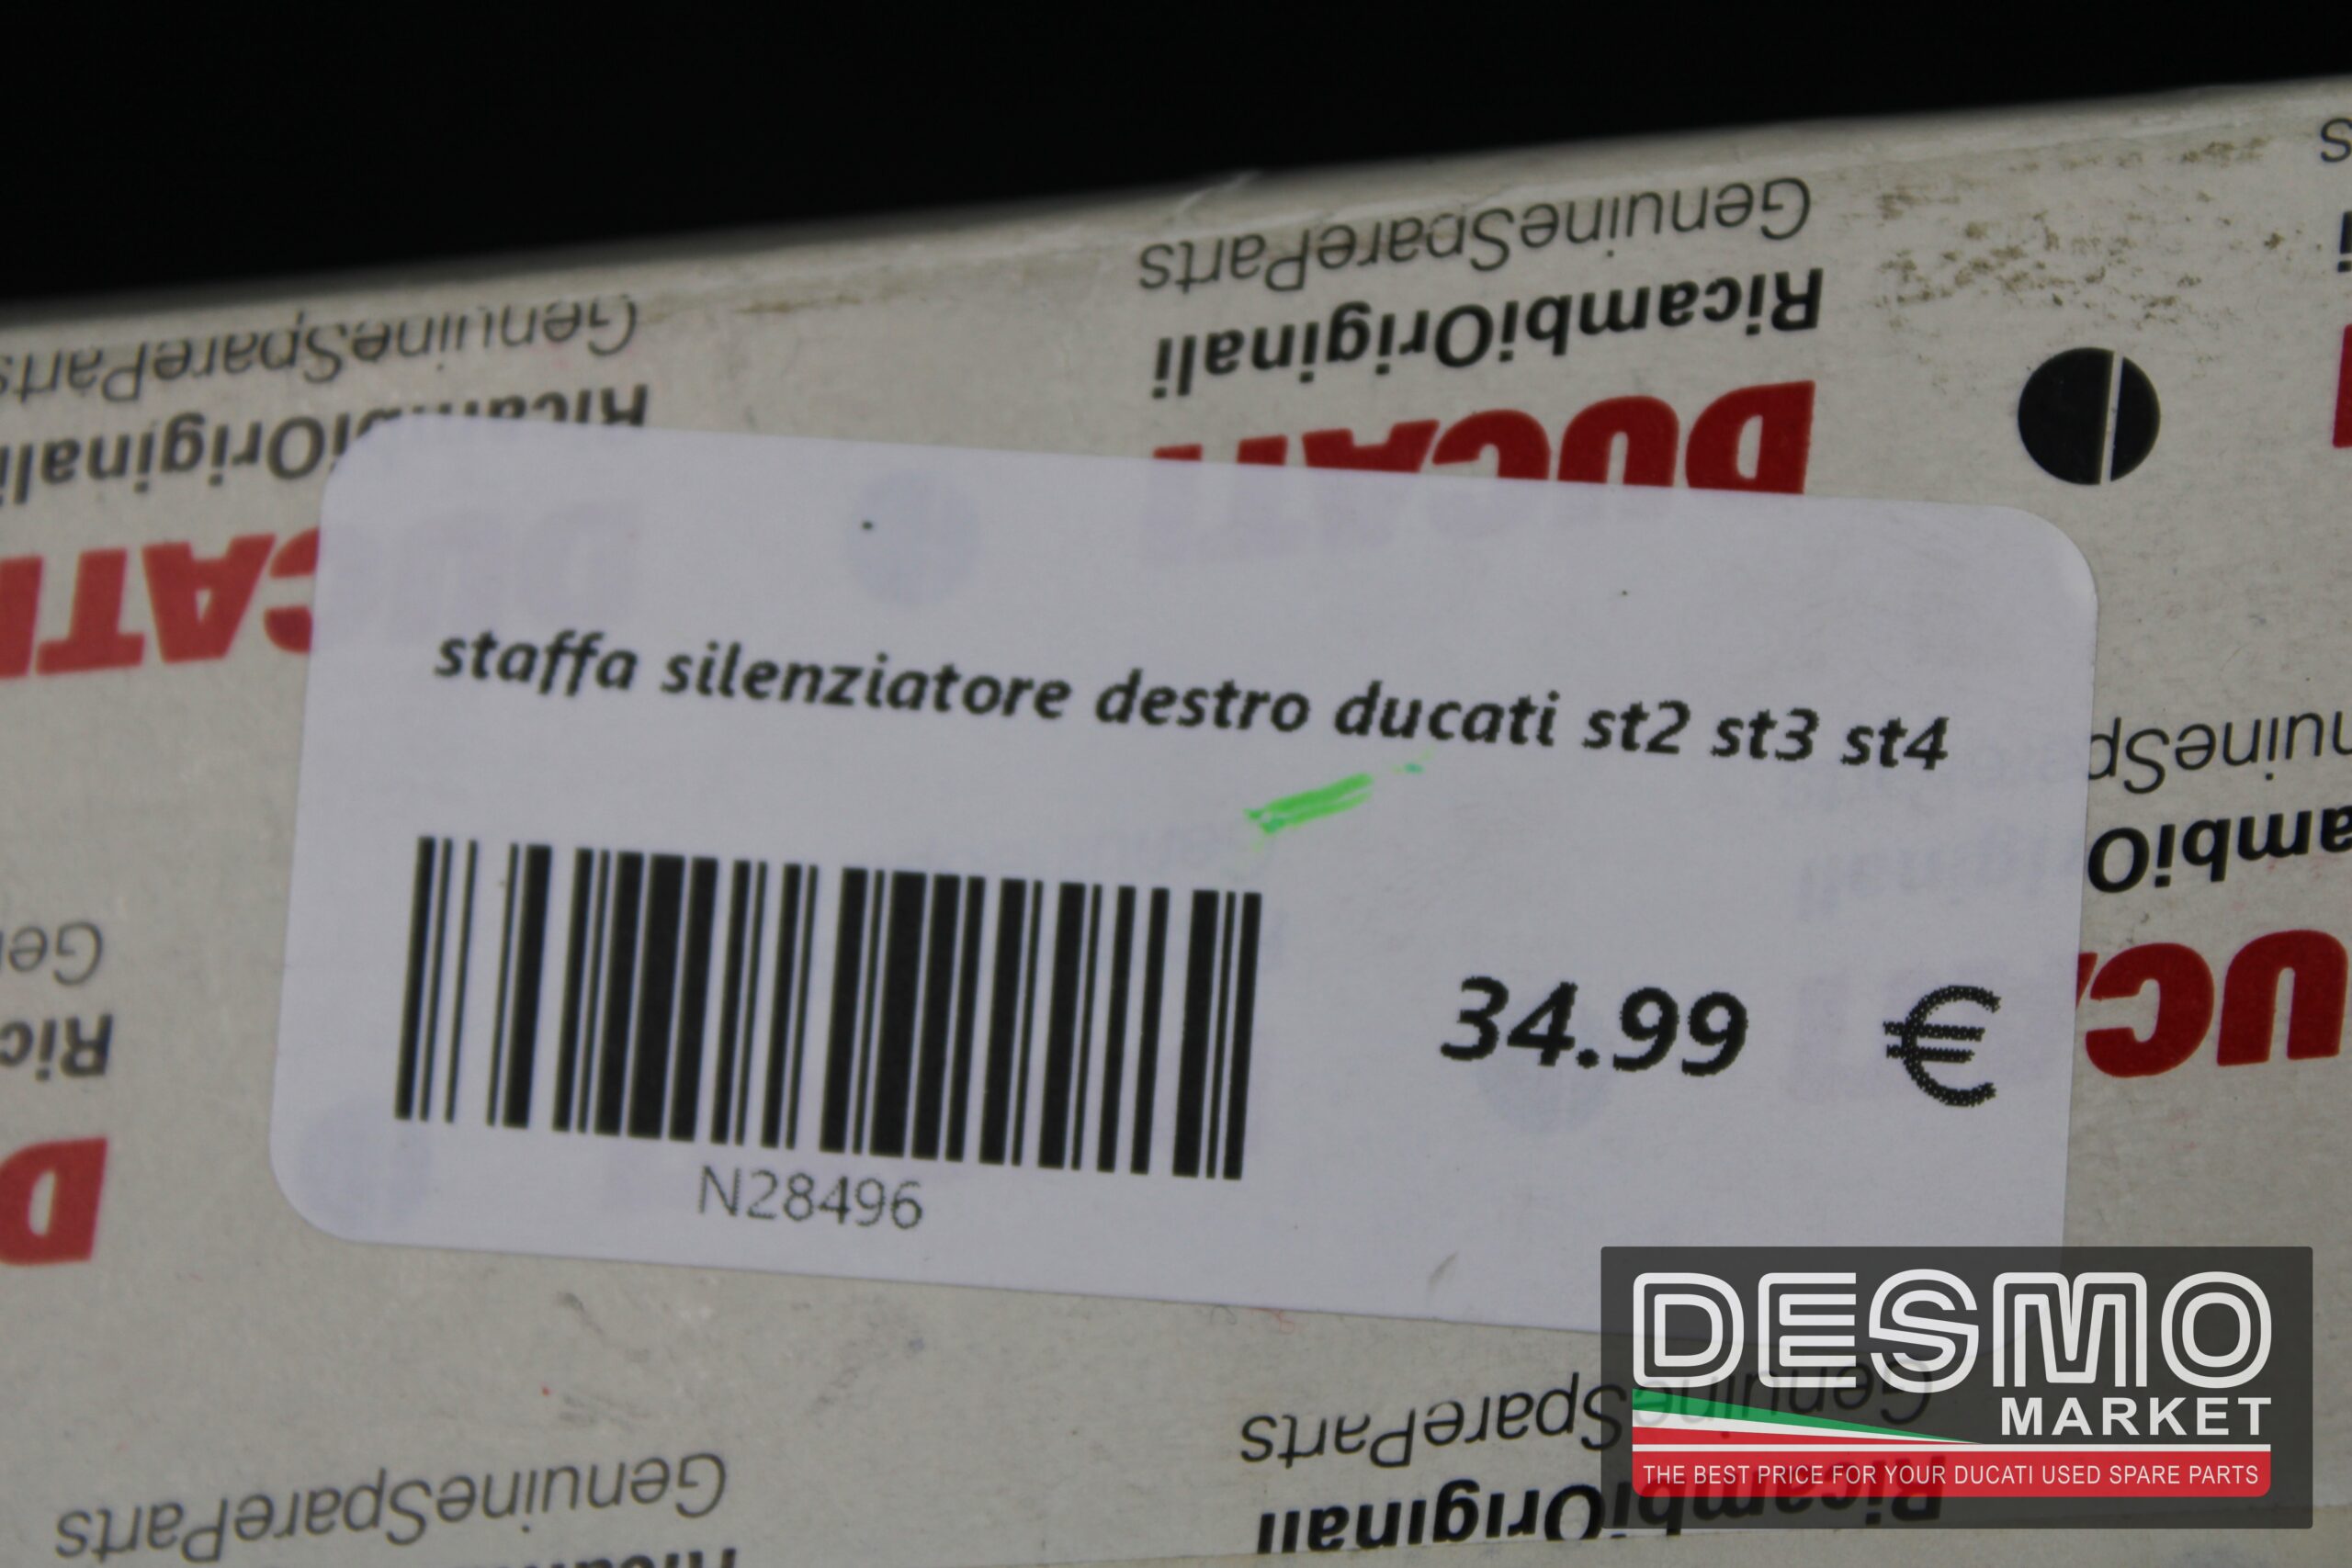 GenuineSpareParts
RicambiOriginali
DUCATI
GenuineSpareParts
RicambiOriginali
staffa silenziatore destro ducati st2 st3 st4
34.99 €
N28496
GenuineSpareParts
RicambiOriginali
GenuineSpareParts
DESMO
MARKET
THE BEST PRICE FOR YOUR DUCATI USED SPARE PARTS